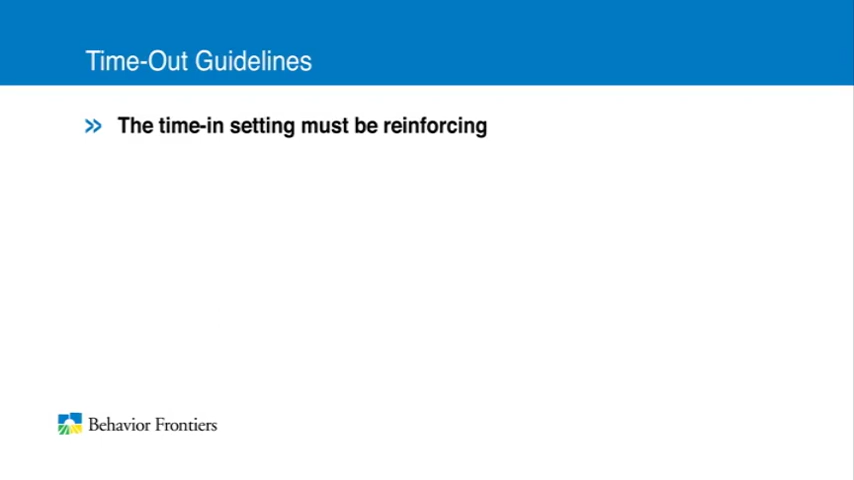 Time-Out Guidelines
» The time-in setting must be reinforcing
Behavior Frontiers